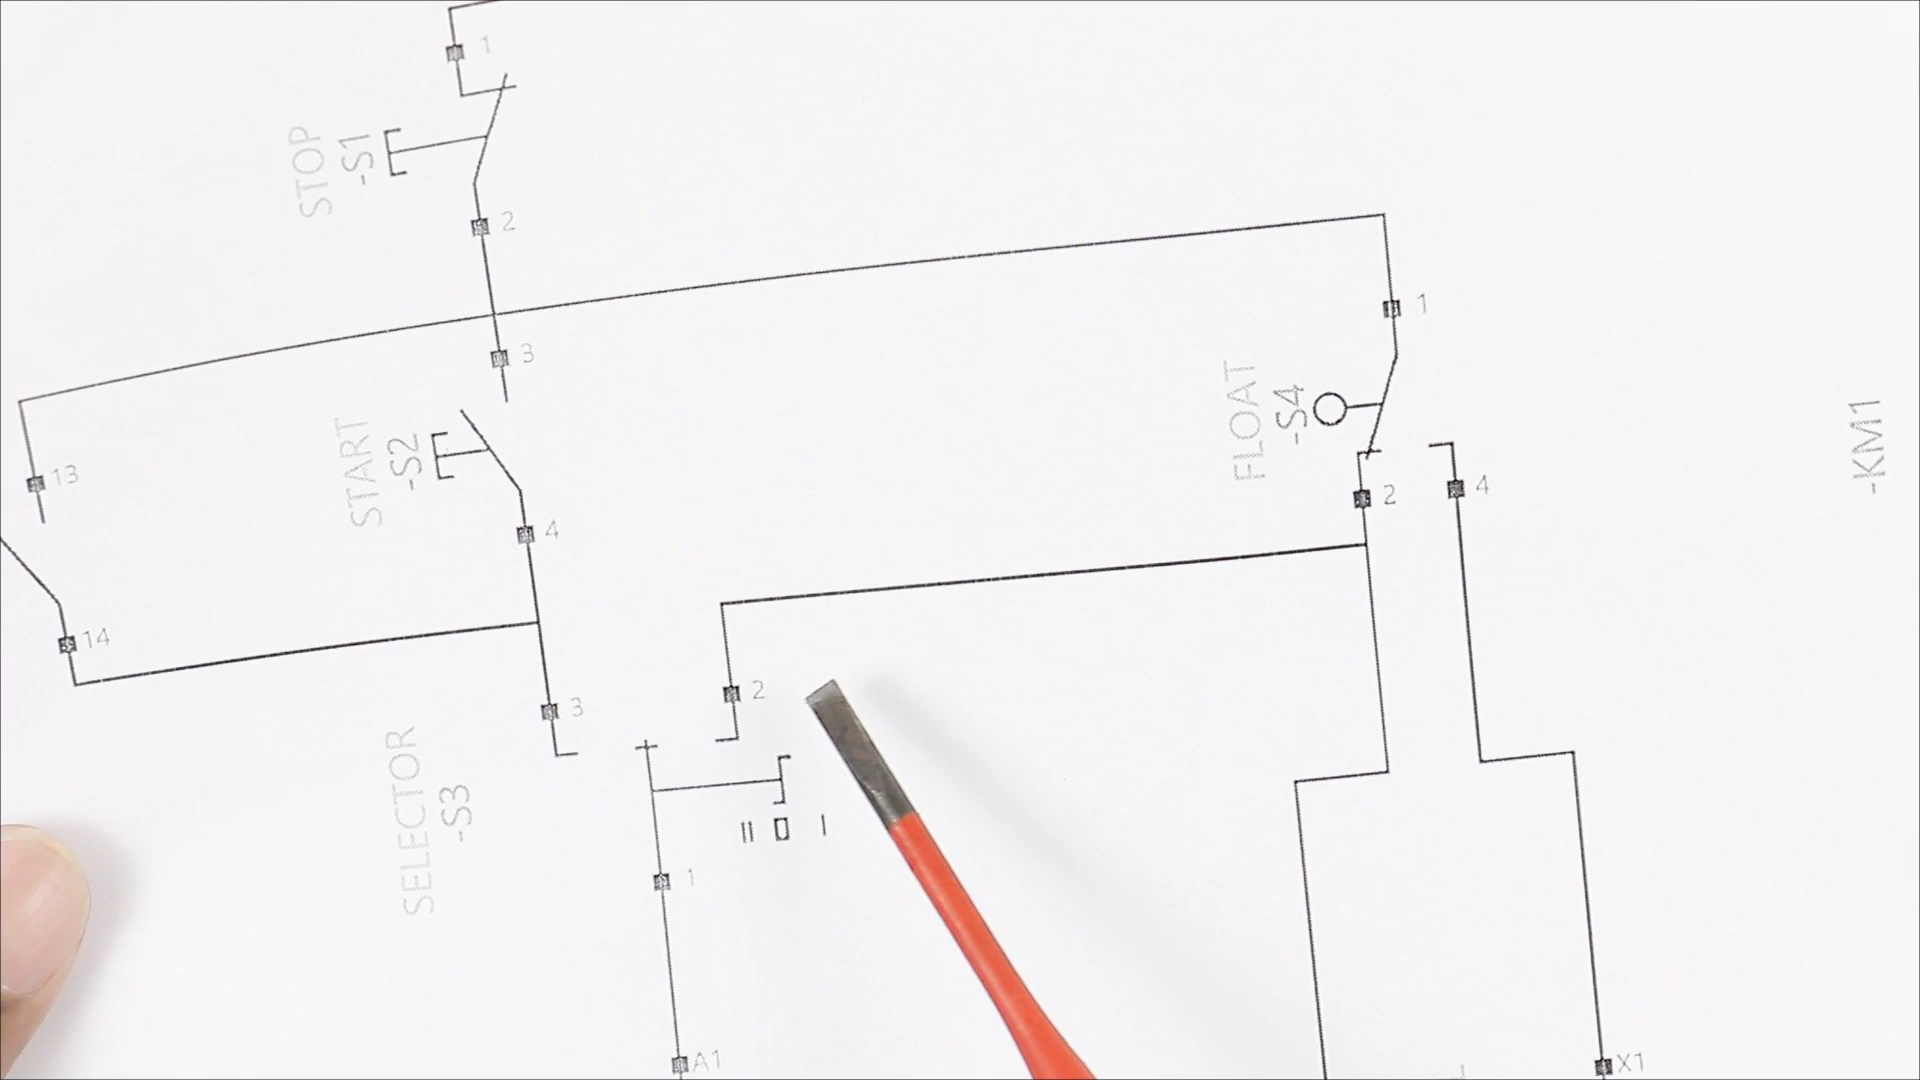 1
STOP
-S1
2
3
START
-S2
4
13
14
1
FLOAT
-S4
2
4
-KM1
3
2
SELECTOR
-S3
II 0 I
1
A1
X1